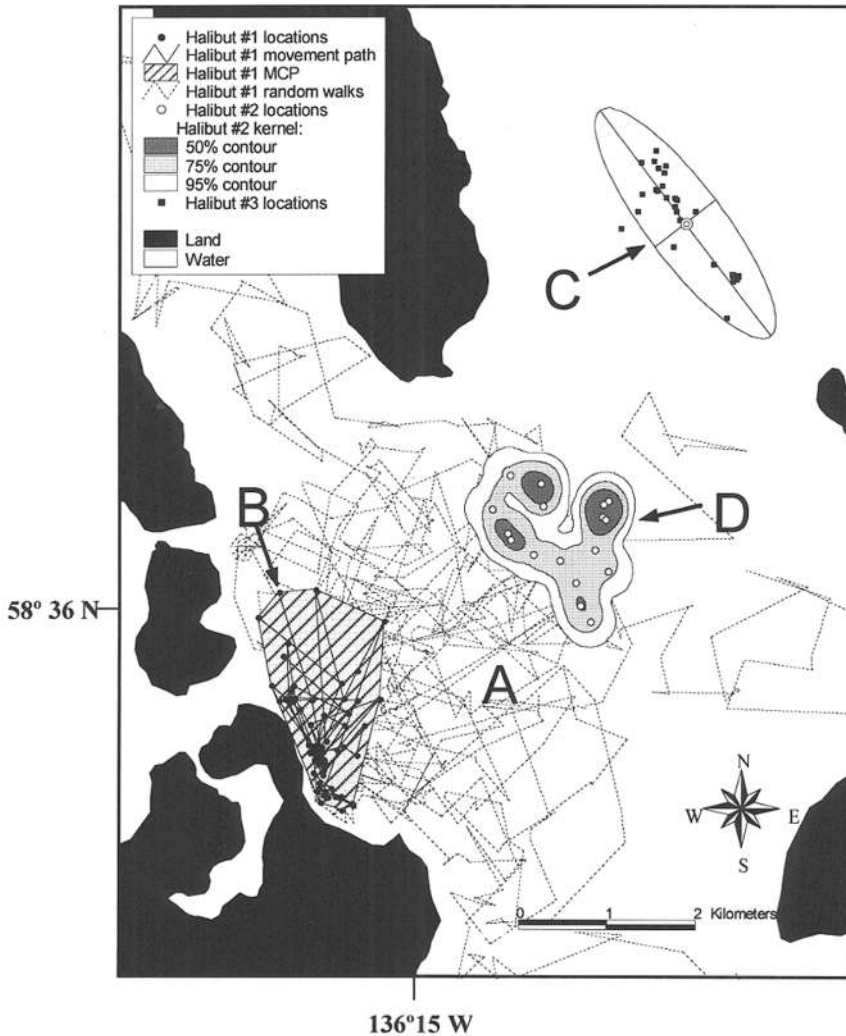 Halibut #1 locations
Halibut #1 movement path
Halibut #1 MCP
Halibut #1 random walks
Halibut #2 locations
Halibut #2 kernel:
50% contour
75% contour
95% contour
Halibut #3 locations
Land
Water
C
B
D
58° 36 N
A
N
W
E
S
0 1 2 Kilometers
136°15 W